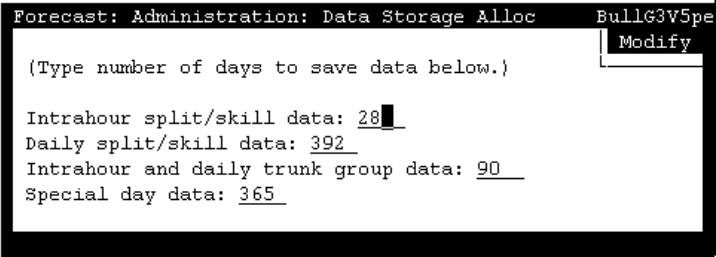 Forecast: Administration: Data Storage Alloc BullG3V5pe
Modify
(Type number of days to save data below.)
Intrahour split/skill data: 28
Daily split/skill data: 392
Intrahour and daily trunk group data: 90
Special day data: 365